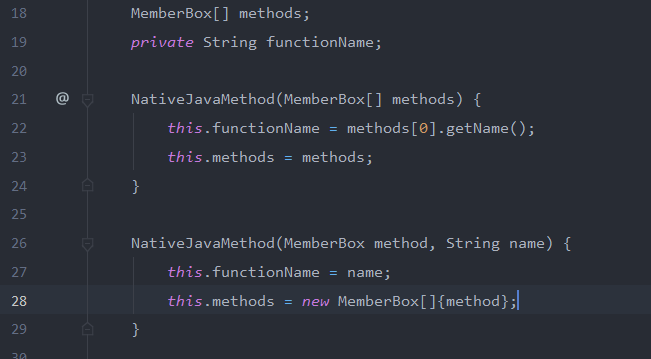 18 MemberBox[] methods;
19 private String functionName;
20
21 @ NativeJavaMethod(MemberBox[] methods) {
22 this.functionName = methods[0].getName();
23 this.methods = methods;
24 }
25
26 NativeJavaMethod(MemberBox method, String name) {
27 this.functionName = name;
28 this.methods = new MemberBox[]{method};
29 }
30